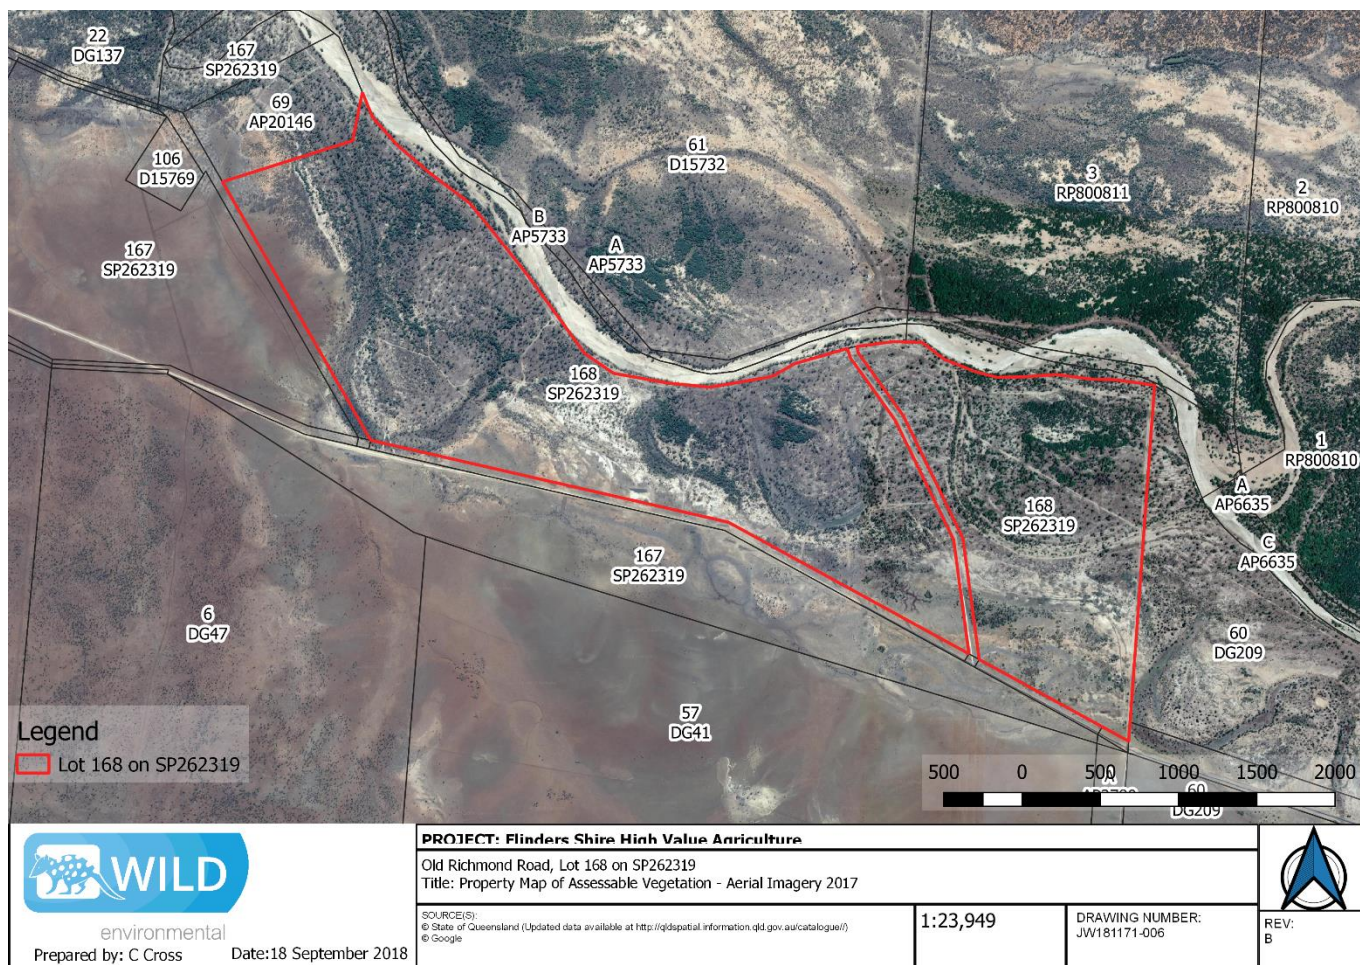 22
DG137
167
SP262319
69
AP20146
106
D15769
61
D15732
3
RP800811
2
RP800810
B
AP5733
A
AP5733
167
SP262319
168
SP262319
1
RP800810
A
AP6635
168
SP262319
C
AP6635
167
SP262319
6
DG47
60
DG209
57
DG41
Legend
Lot 168 on SP262319
500 0 500 1000 1500 2000
A
60
DG209
WILD
environmental
Prepared by: C Cross Date:18 September 2018
PROJECT: Flinders Shire High Value Agriculture
Old Richmond Road, Lot 168 on SP262319
Title: Property Map of Assessable Vegetation - Aerial Imagery 2017
SOURCE(S):
© State of Queensland (Updated data available at http://qldspatial.information.qld.gov.au/catalogue//)
© Google
1:23,949
DRAWING NUMBER:
JW181171-006
REV:
B